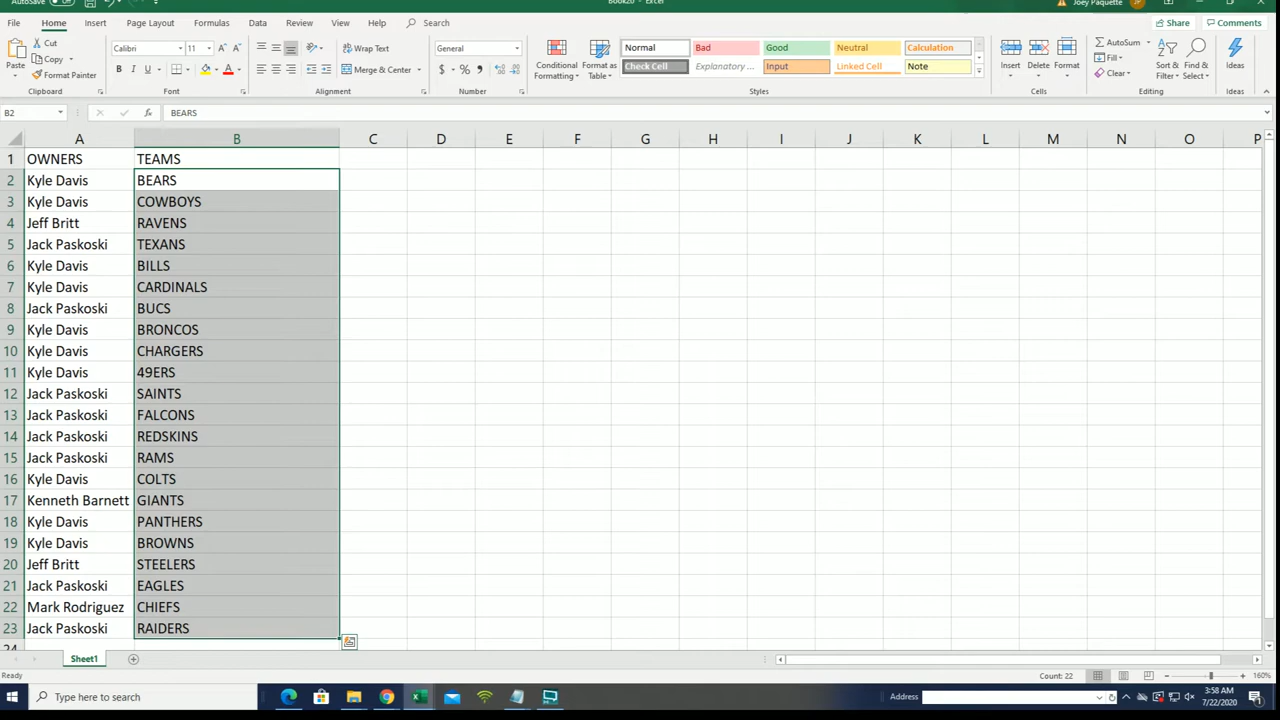 AutoSave Off Book20 - Excel Joey Paquette JP
File Home Insert Page Layout Formulas Data Review View Help Search Share Comments
Paste Cut Copy Format Painter Clipboard
Calibri 11 B I U A Font
Wrap Text Merge & Center Alignment
General $ % , Number
Conditional Formatting Format as Table
Normal Bad Good Neutral Calculation
Check Cell Explanatory ... Input Linked Cell Note
Styles
Insert Delete Format Cells
AutoSum Fill Clear Sort & Filter Find & Select Editing
Ideas Ideas
B2 fx BEARS
A B C D E F G H I J K L M N O P
1 OWNERS TEAMS
2 Kyle Davis BEARS
3 Kyle Davis COWBOYS
4 Jeff Britt RAVENS
5 Jack Paskoski TEXANS
6 Kyle Davis BILLS
7 Kyle Davis CARDINALS
8 Jack Paskoski BUCS
9 Kyle Davis BRONCOS
10 Kyle Davis CHARGERS
11 Kyle Davis 49ERS
12 Jack Paskoski SAINTS
13 Jack Paskoski FALCONS
14 Jack Paskoski REDSKINS
15 Jack Paskoski RAMS
16 Kyle Davis COLTS
17 Kenneth Barnett GIANTS
18 Kyle Davis PANTHERS
19 Kyle Davis BROWNS
20 Jeff Britt STEELERS
21 Jack Paskoski EAGLES
22 Mark Rodriguez CHIEFS
23 Jack Paskoski RAIDERS
24
Sheet1
Ready Count: 22 160%
Type here to search Address 3:58 AM
7/22/2020